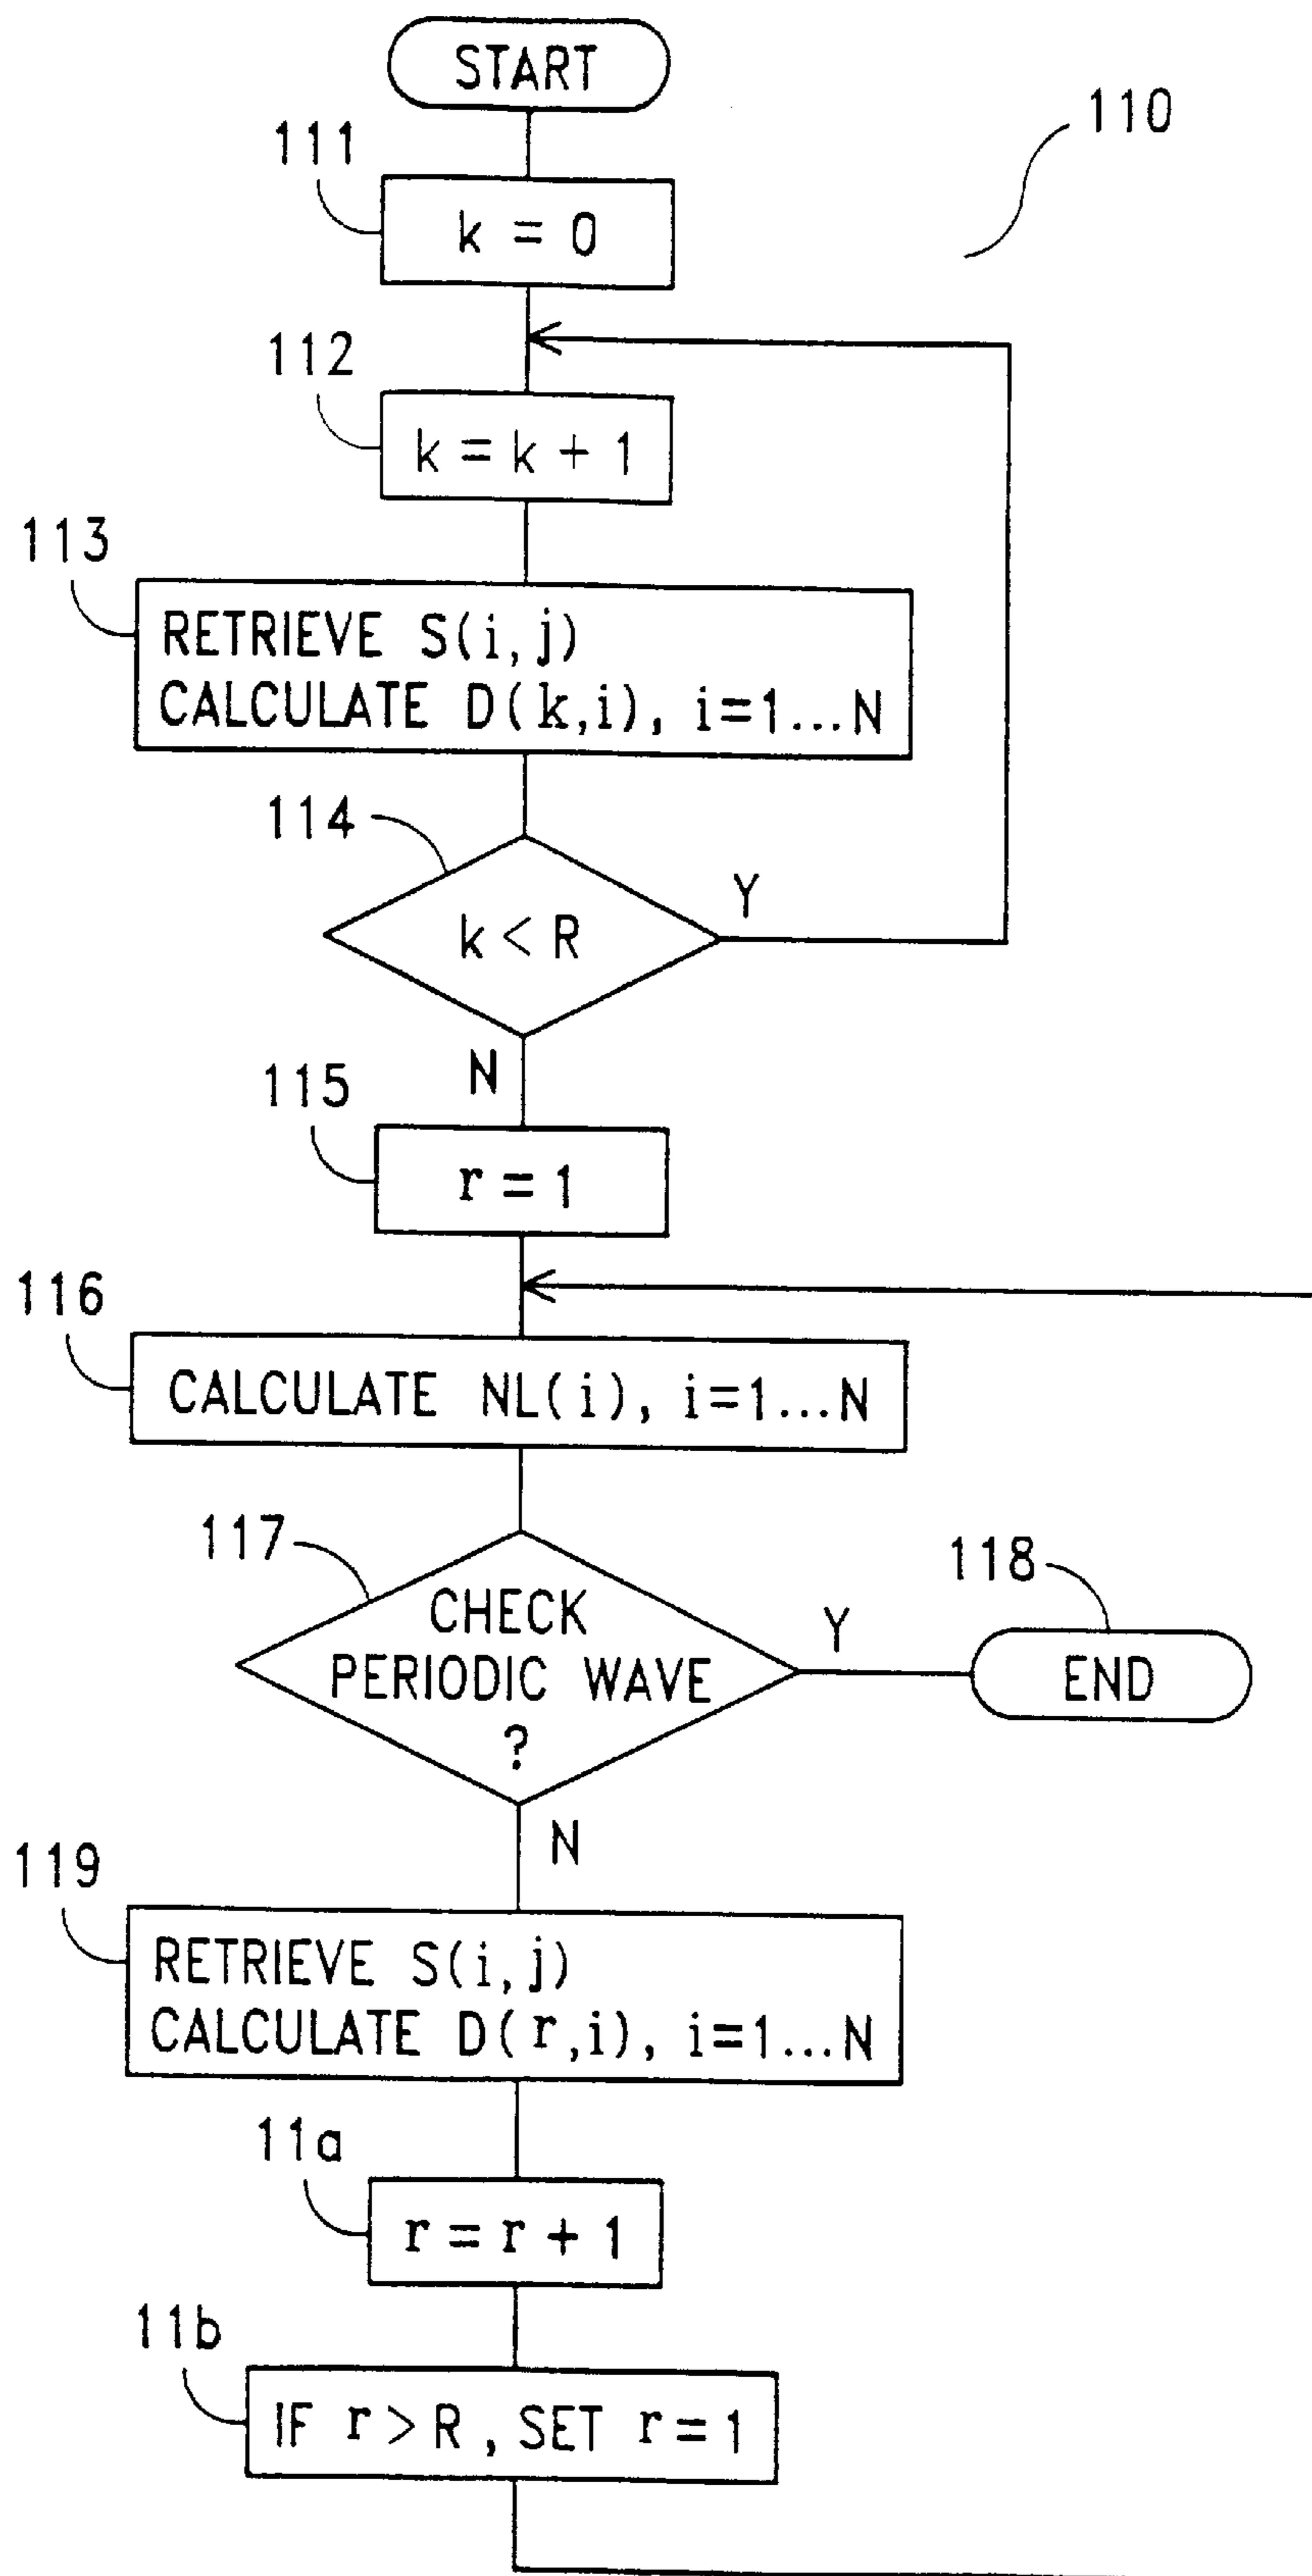 START
110
111
k = 0
112
k = k + 1
113
RETRIEVE S(i,j)
CALCULATE D(k,i), i=1...N
114
k < R
Y
N
115
r = 1
116
CALCULATE NL(i), i=1...N
117
CHECK
PERIODIC WAVE
?
Y
118
END
N
119
RETRIEVE S(i,j)
CALCULATE D(r,i), i=1...N
11a
r = r + 1
11b
IF r > R , SET r = 1